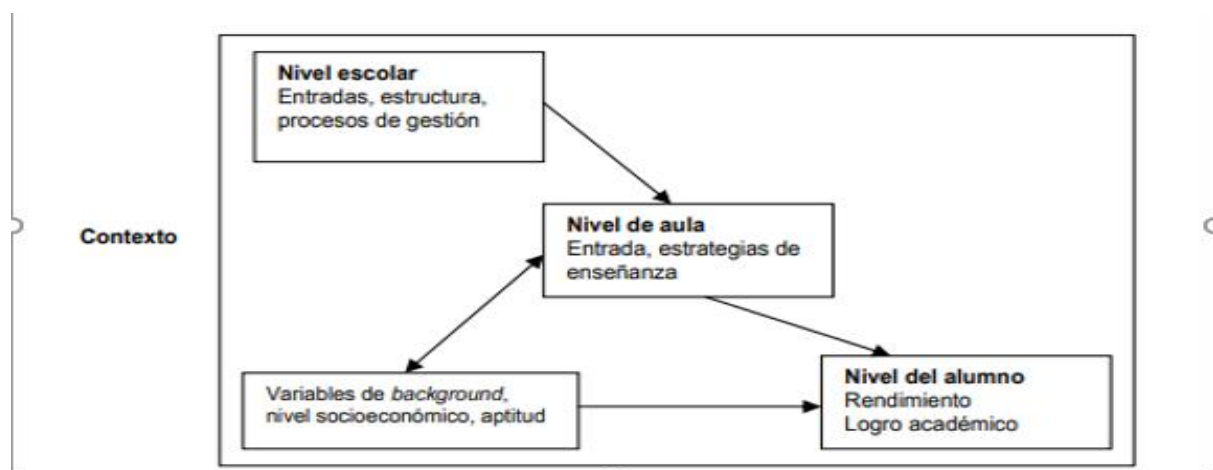 Nivel escolar
Entradas, estructura,
procesos de gestión
Contexto
Nivel de aula
Entrada, estrategias de
enseñanza
Variables de background,
nivel socioeconómico, aptitud
Nivel del alumno
Rendimiento
Logro académico